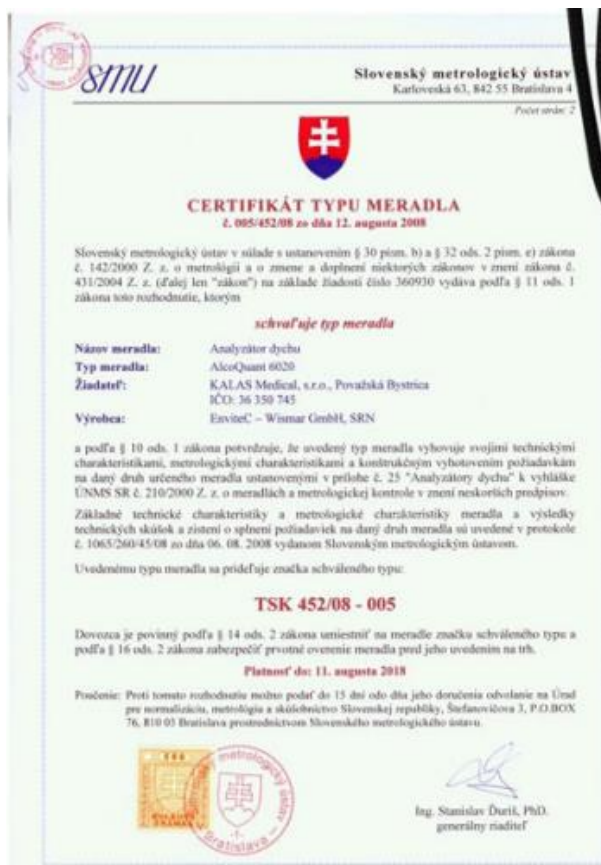 SMU
Slovenský metrologický ústav
Karloveská 63, 842 55 Bratislava 4
Počet strán: 2
CERTIFIKÁT TYPU MERADLA
č. 005/452/08 zo dňa 12. augusta 2008
Slovenský metrologický ústav v súlade s ustanovením § 30 písm. b) a § 32 ods. 2 písm. e) zákona
č. 142/2000 Z. z. o metrológii a o zmene a doplnení niektorých zákonov v znení zákona č.
431/2004 Z. z. (ďalej len "zákon") na základe žiadosti číslo 360930 vydáva podľa § 11 ods. 1
zákona toto rozhodnutie, ktorým
schvaľuje typ meradla
Názov meradla: Analyzátor dychu
Typ meradla: AlcoQuant 6020
Žiadateľ: KALAS Medical, s.r.o., Považská Bystrica
IČO: 36 350 745
Výrobca: EnviteC – Wismar GmbH, SRN
a podľa § 10 ods. 1 zákona potvrdzuje, že uvedený typ meradla vyhovuje svojimi technickými
charakteristikami, metrologickými charakteristikami a konštrukčným vyhotovením požiadavkám
na daný druh určeného meradla ustanovenými v prílohe č. 25 "Analyzátory dychu" k vyhláške
ÚNMS SR č. 210/2000 Z. z. o meradlách a metrologickej kontrole v znení neskorších predpisov.
Základné technické charakteristiky a metrologické charakteristiky meradla a výsledky
technických skúšok a zistení o splnení požiadaviek na daný druh meradla sú uvedené v protokole
č. 1065/260/45/08 zo dňa 06. 08. 2008 vydanom Slovenským metrologickým ústavom.
Uvedenému typu meradla sa prideľuje značka schváleného typu:
TSK 452/08 - 005
Dovozca je povinný podľa § 14 ods. 2 zákona umiestniť na meradle značku schváleného typu a
podľa § 16 ods. 2 zákona zabezpečiť prvotné overenie meradla pred jeho uvedením na trh.
Platnosť do: 11. augusta 2018
Poučenie: Proti tomuto rozhodnutiu možno podať do 15 dní odo dňa jeho doručenia odvolanie na Úrad
pre normalizáciu, metrológiu a skúšobníctvo Slovenskej republiky, Štefanovičova 3, P.O.BOX
76, 810 05 Bratislava prostredníctvom Slovenského metrologického ústavu.
metrologický ústav
Bratislava
Ing. Stanislav Ďuriš, PhD.
generálny riaditeľ